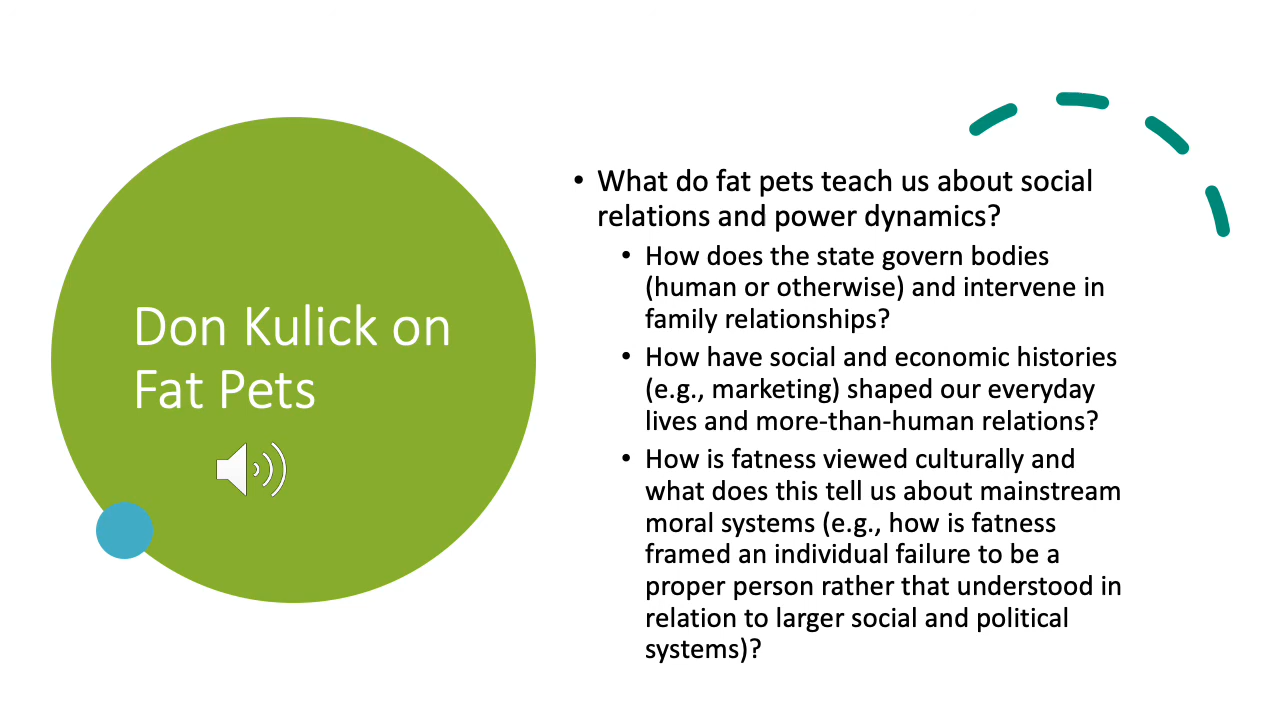 Don Kulick on
Fat Pets
• What do fat pets teach us about social
relations and power dynamics?
• How does the state govern bodies
(human or otherwise) and intervene in
family relationships?
• How have social and economic histories
(e.g., marketing) shaped our everyday
lives and more-than-human relations?
• How is fatness viewed culturally and
what does this tell us about mainstream
moral systems (e.g., how is fatness
framed an individual failure to be a
proper person rather that understood in
relation to larger social and political
systems)?